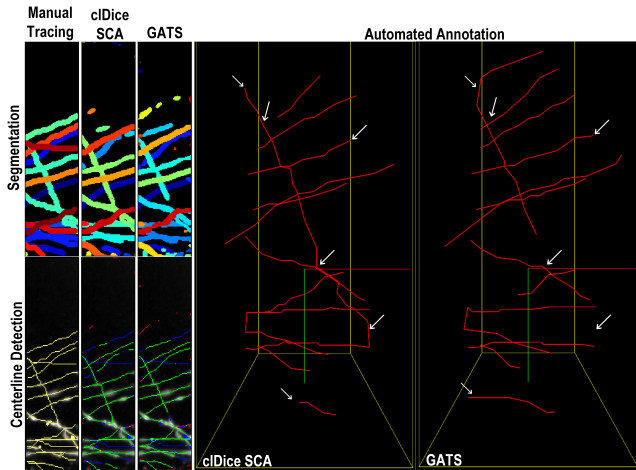 Manual Tracing
clDice SCA
GATS
Automated Annotation
Segmentation
Centerline Detection
clDice SCA
GATS